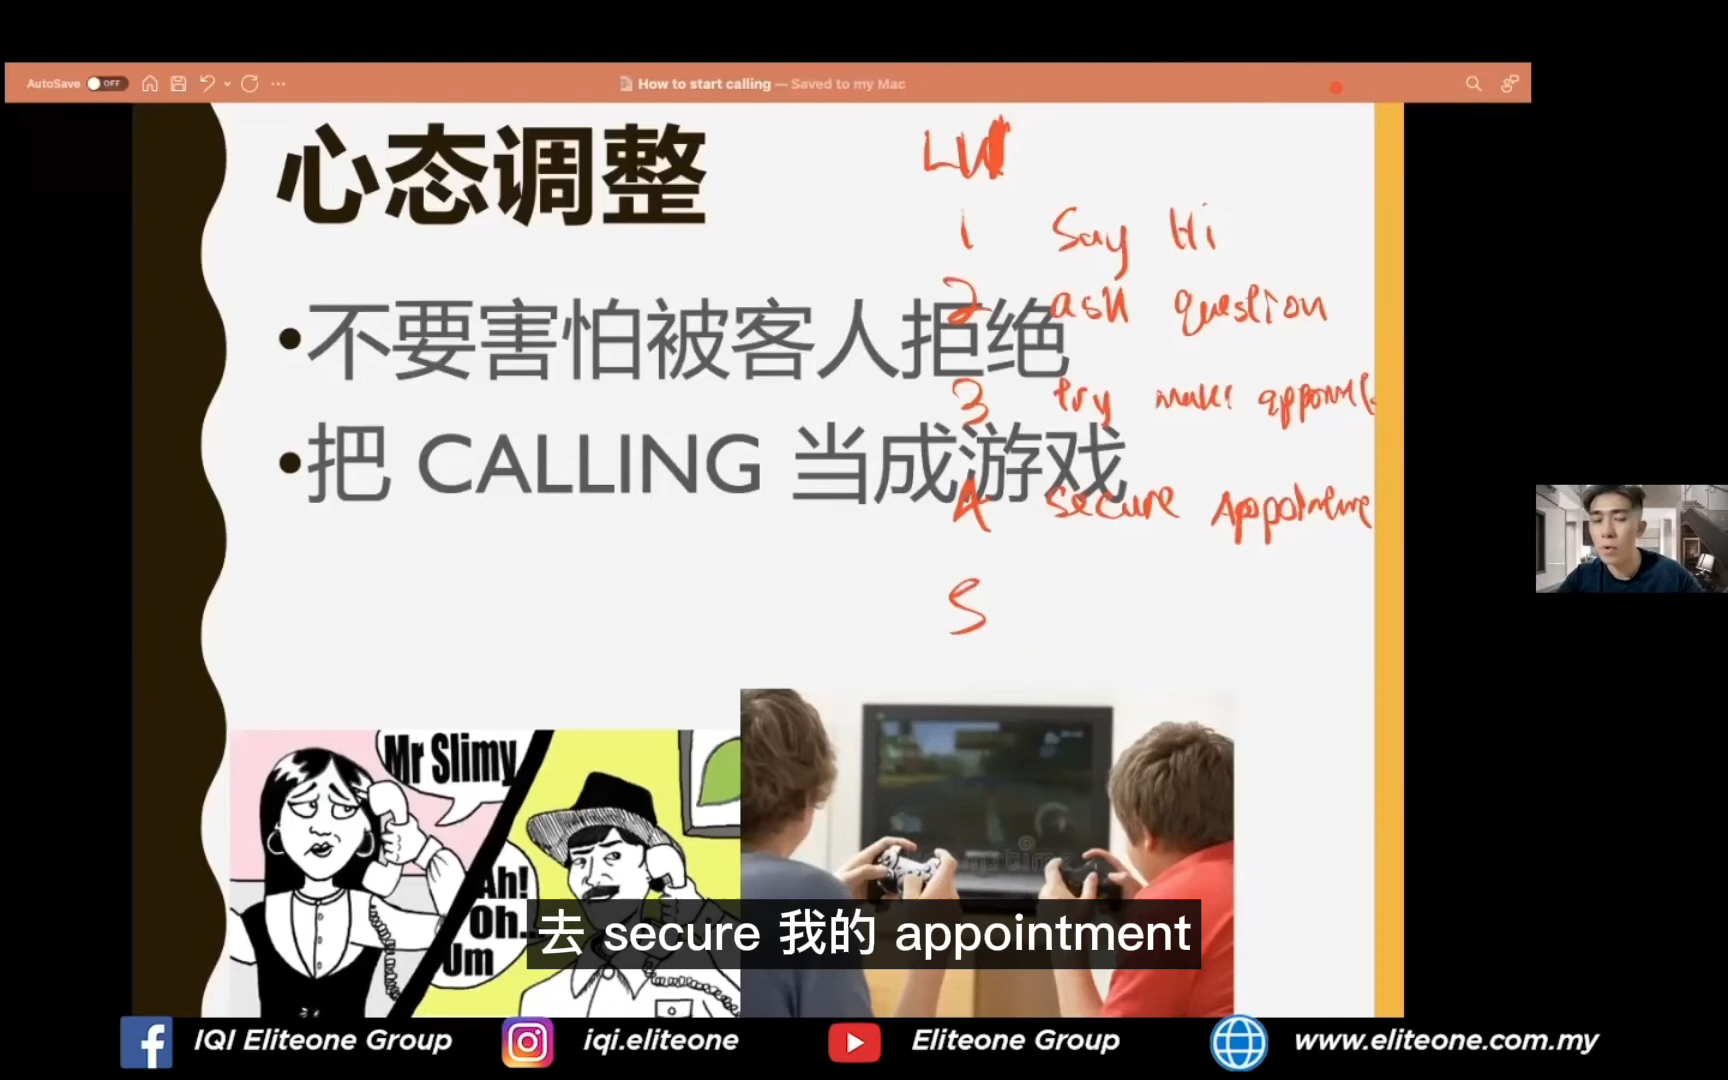 AutoSave OFF
How to start calling — Saved to my Mac
心态调整
•不要害怕被客人拒绝
•把 CALLING 当成游戏
1 Say Hi
2 ask question
3 try make
4 secure
5
Mr Slimy
Ah!
Oh..
Um
去 secure 我的 appointment
IQI Eliteone Group
iqi.eliteone
Eliteone Group
www.eliteone.com.my